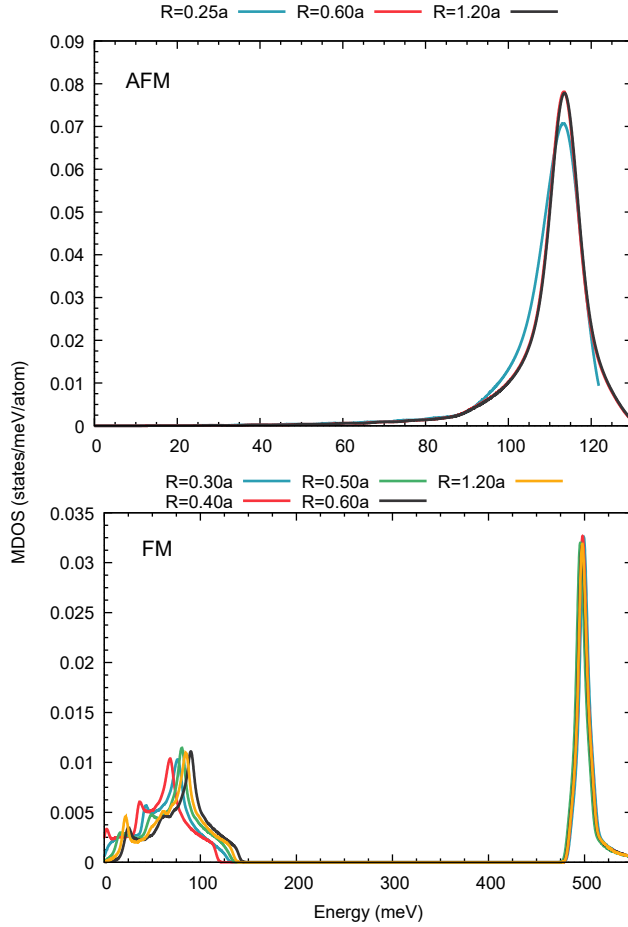 R=0.25a R=0.60a R=1.20a
AFM
0.09
0.08
0.07
0.06
0.05
0.04
0.03
0.02
0.01
0
0 20 40 60 80 100 120
MDOS (states/meV/atom)
R=0.30a R=0.50a R=1.20a
R=0.40a R=0.60a
FM
0.035
0.03
0.025
0.02
0.015
0.01
0.005
0
0 100 200 300 400 500
Energy (meV)